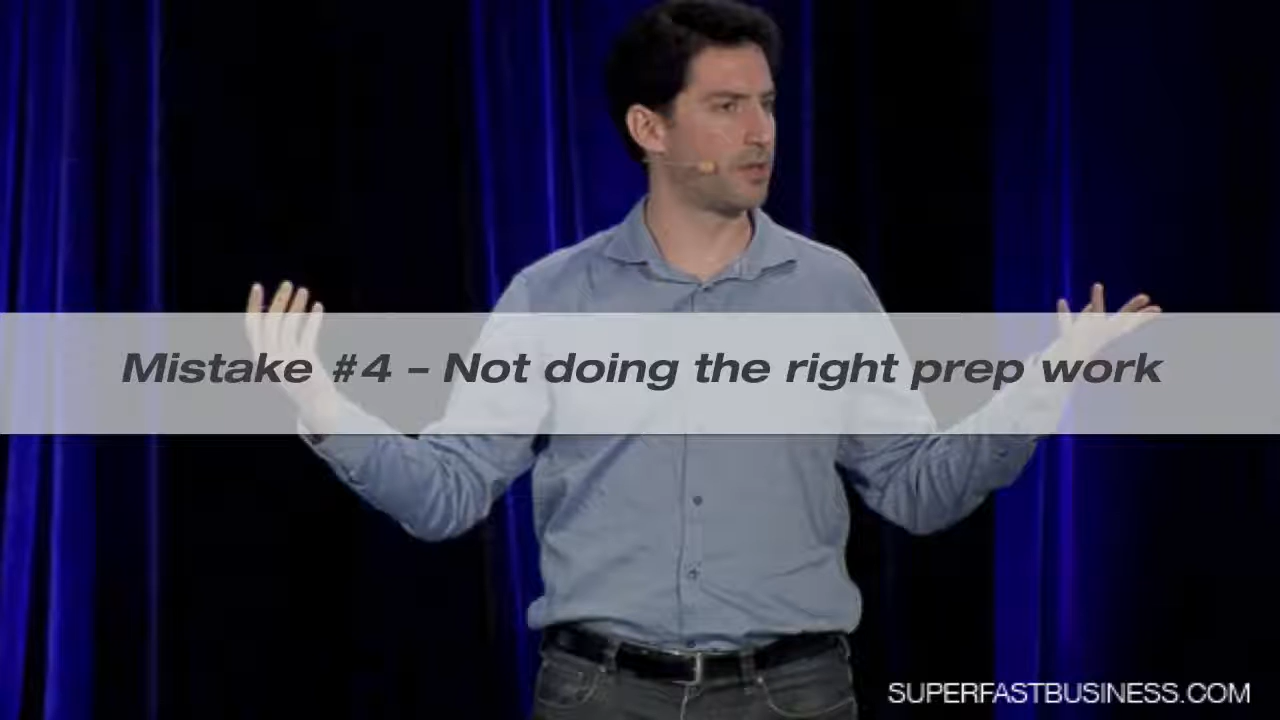 Mistake #4 – Not doing the right prep work
SUPERFASTBUSINESS.COM